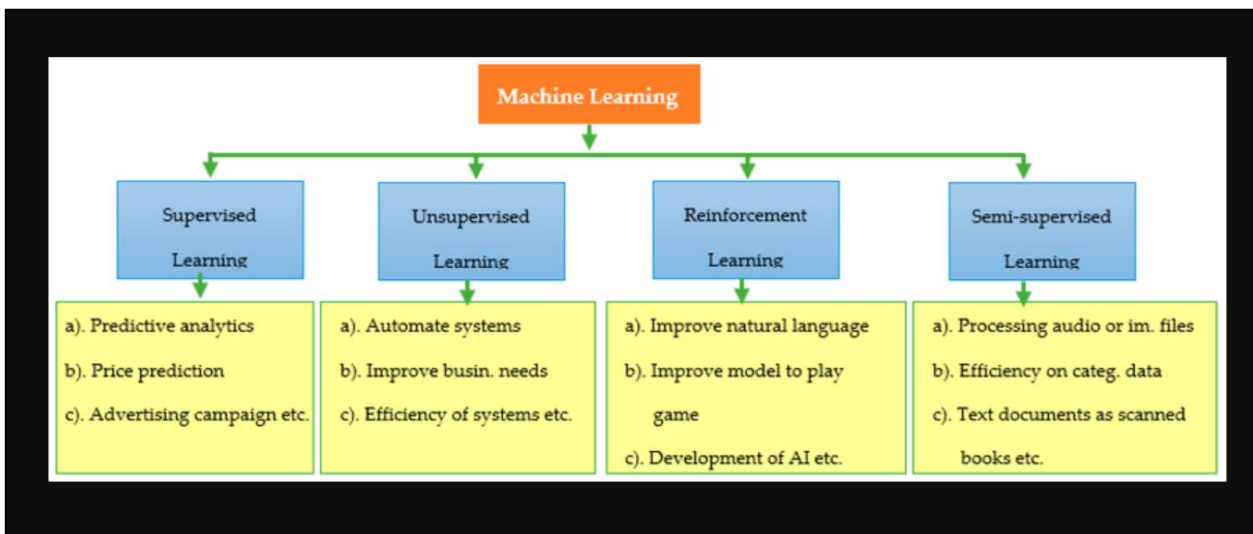 Machine Learning
Supervised
Learning
Unsupervised
Learning
Reinforcement
Learning
Semi-supervised
Learning
a). Predictive analytics
b). Price prediction
c). Advertising campaign etc.
a). Automate systems
b). Improve busin. needs
c). Efficiency of systems etc.
a). Improve natural language
b). Improve model to play
game
c). Development of AI etc.
a). Processing audio or im. files
b). Efficiency on categ. data
c). Text documents as scanned
books etc.